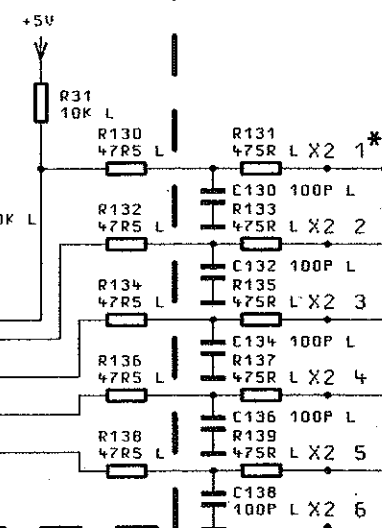 +5V
R31
10K L
R130 R131
47R5 L 475R L X2 1*
C130 100P L
R132 R133
0K L 47R5 L 475R L X2 2
C132 100P L
R134 R135
47R5 L 475R L X2 3
C134 100P L
R136 R137
47R5 L 475R L X2 4
C136 100P L
R138 R139
47R5 L 475R L X2 5
C138
100P L X2 6